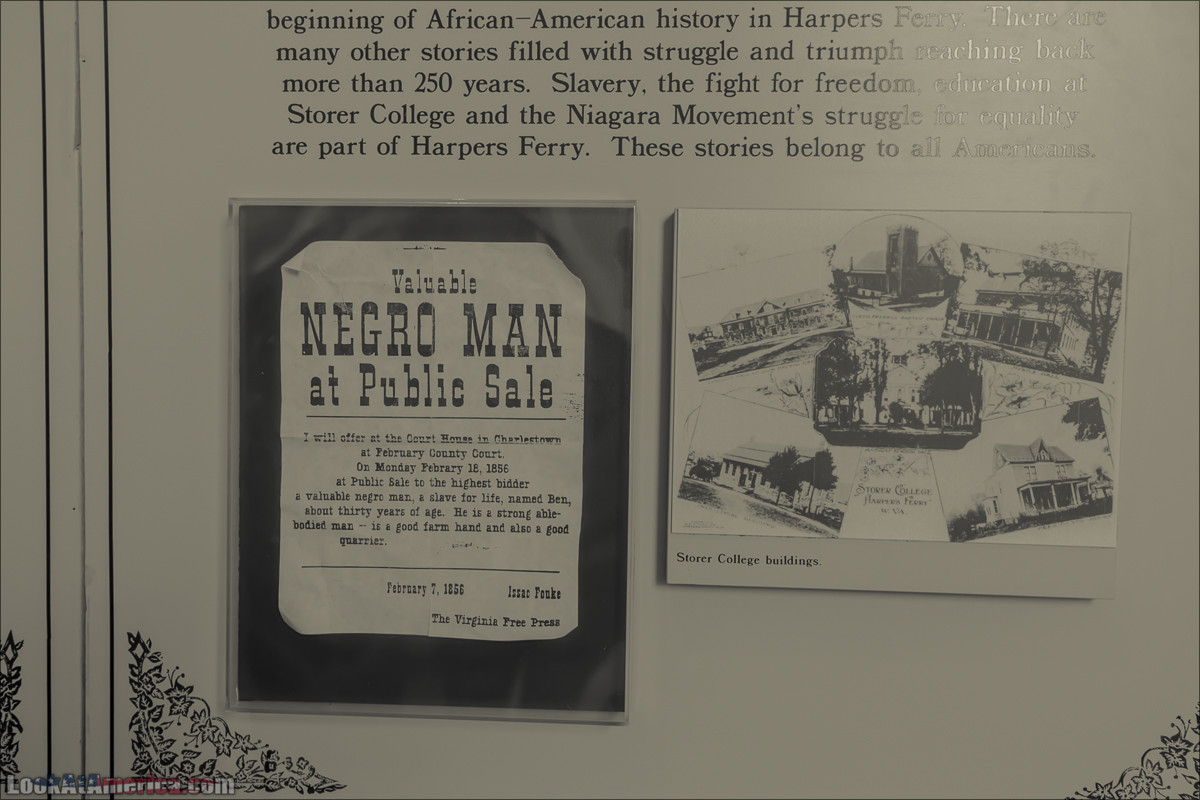 beginning of African-American history in Harpers Ferry. There are
many other stories filled with struggle and triumph reaching back
more than 250 years. Slavery, the fight for freedom, education at
Storer College and the Niagara Movement's struggle for equality
are part of Harpers Ferry. These stories belong to all Americans.
Valuable
NEGRO MAN
at Public Sale
I will offer at the Court House in Charlestown
at February County Court.
On Monday Febrary 18, 1856
at Public Sale to the highest bidder
a valuable negro man, a slave for life, named Ben,
about thirty years of age. He is a strong able-
bodied man -- is a good farm hand and also a good
quarrier.
February 7, 1856 Issac Fouke
The Virginia Free Press
STORER COLLEGE
HARPER'S FERRY
W. VA
Storer College buildings.
LookAtAmerica.com